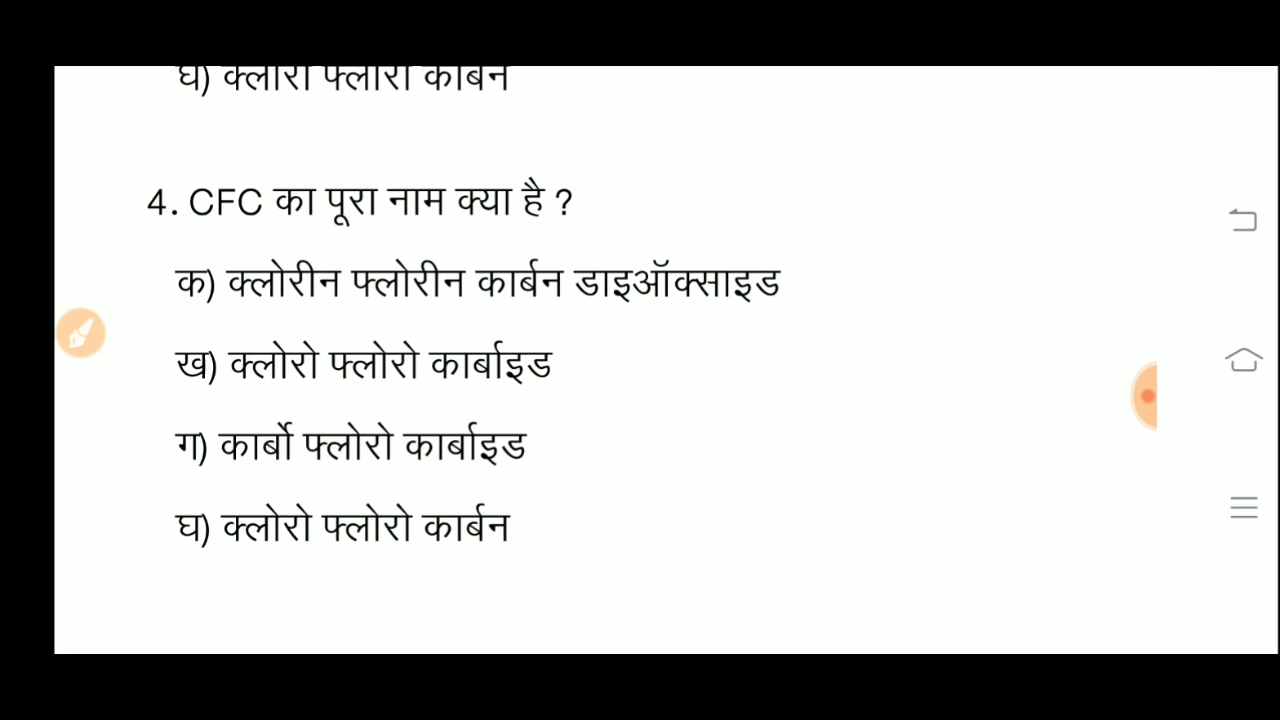 घ) क्लोरो फ्लोरो कार्बन
4. CFC का पूरा नाम क्या है ?
क) क्लोरीन फ्लोरीन कार्बन डाइऑक्साइड
ख) क्लोरो फ्लोरो कार्बाइड
ग) कार्बो फ्लोरो कार्बाइड
घ) क्लोरो फ्लोरो कार्बन